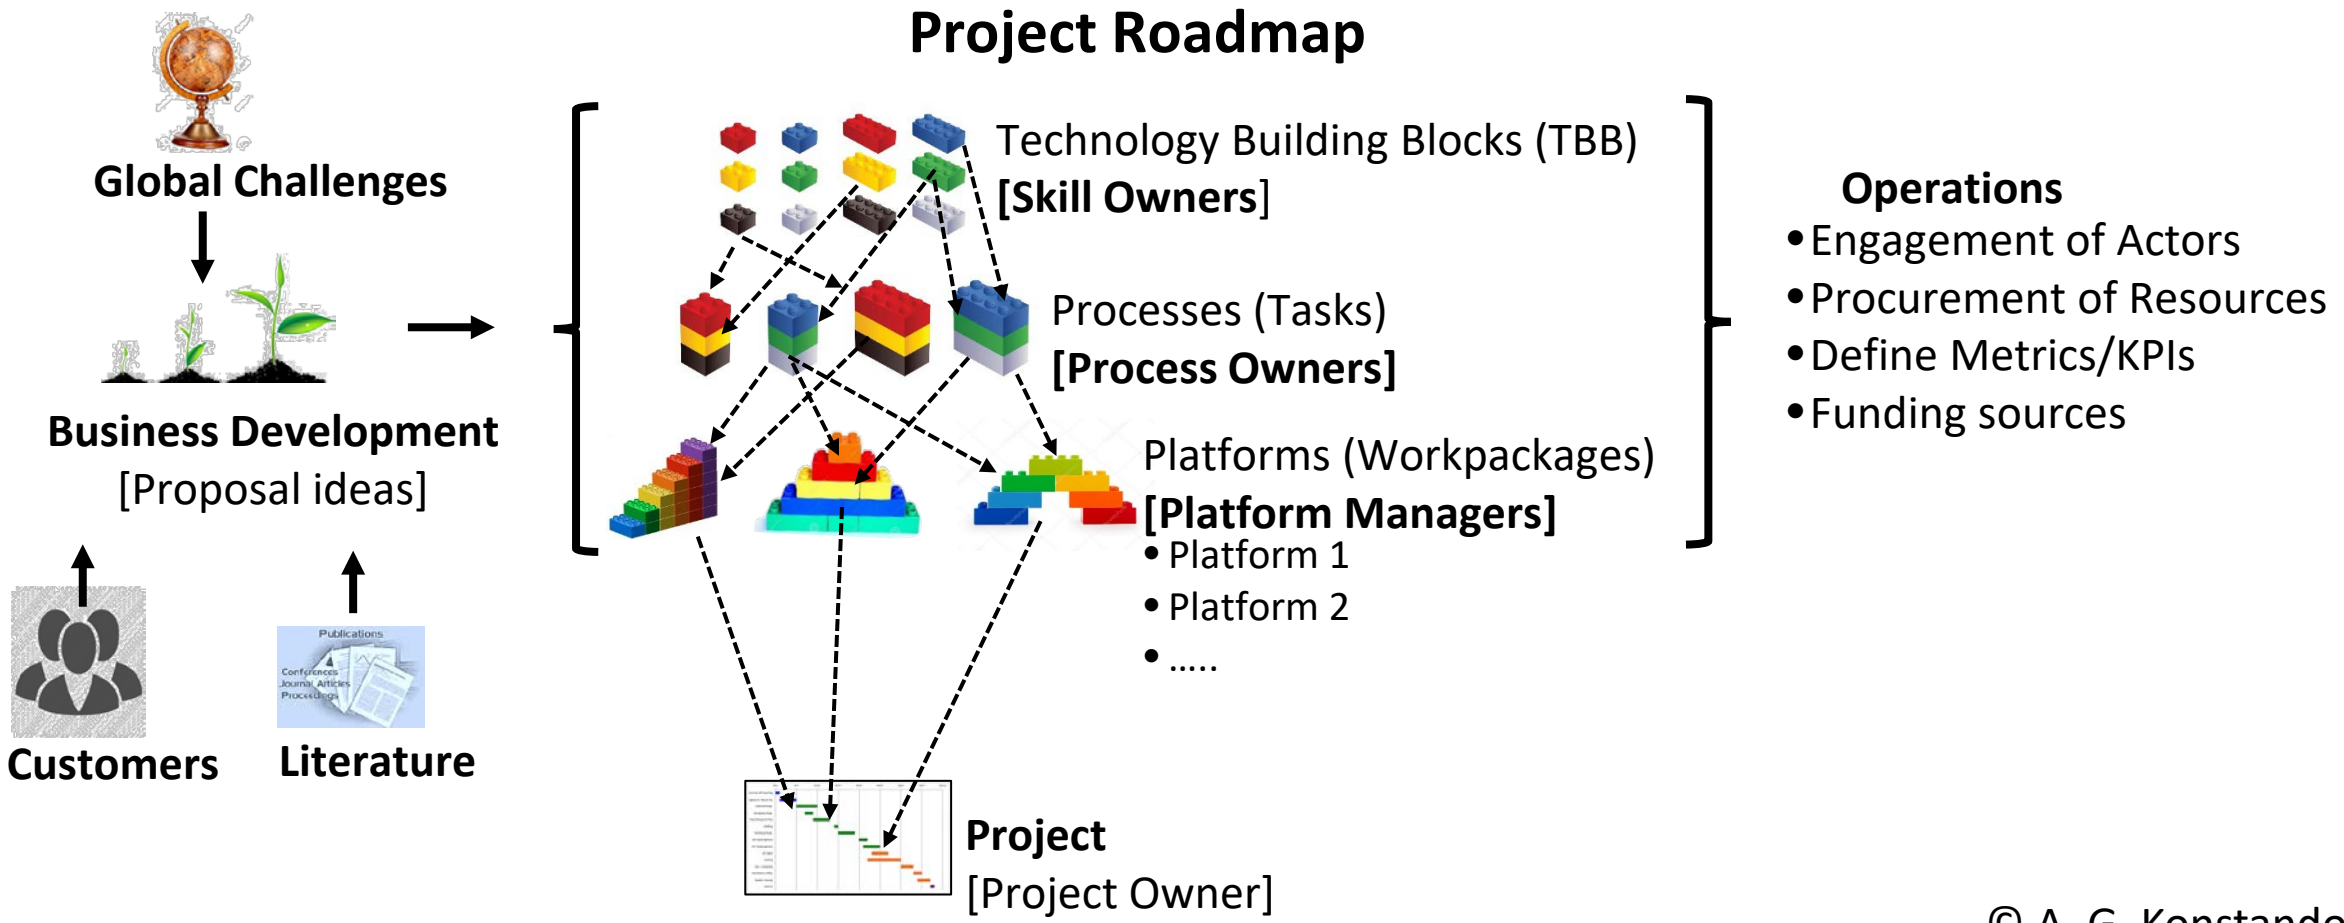 Project Roadmap
Global Challenges
Business Development
[Proposal ideas]
Publications
Conferences
Journal Articles
Proceedings
Customers
Literature
Technology Building Blocks (TBB)
[Skill Owners]
Processes (Tasks)
[Process Owners]
Platforms (Workpackages)
[Platform Managers]
• Platform 1
• Platform 2
• .....
Project
[Project Owner]
Operations
• Engagement of Actors
• Procurement of Resources
• Define Metrics/KPIs
• Funding sources
© A. G. Konstando